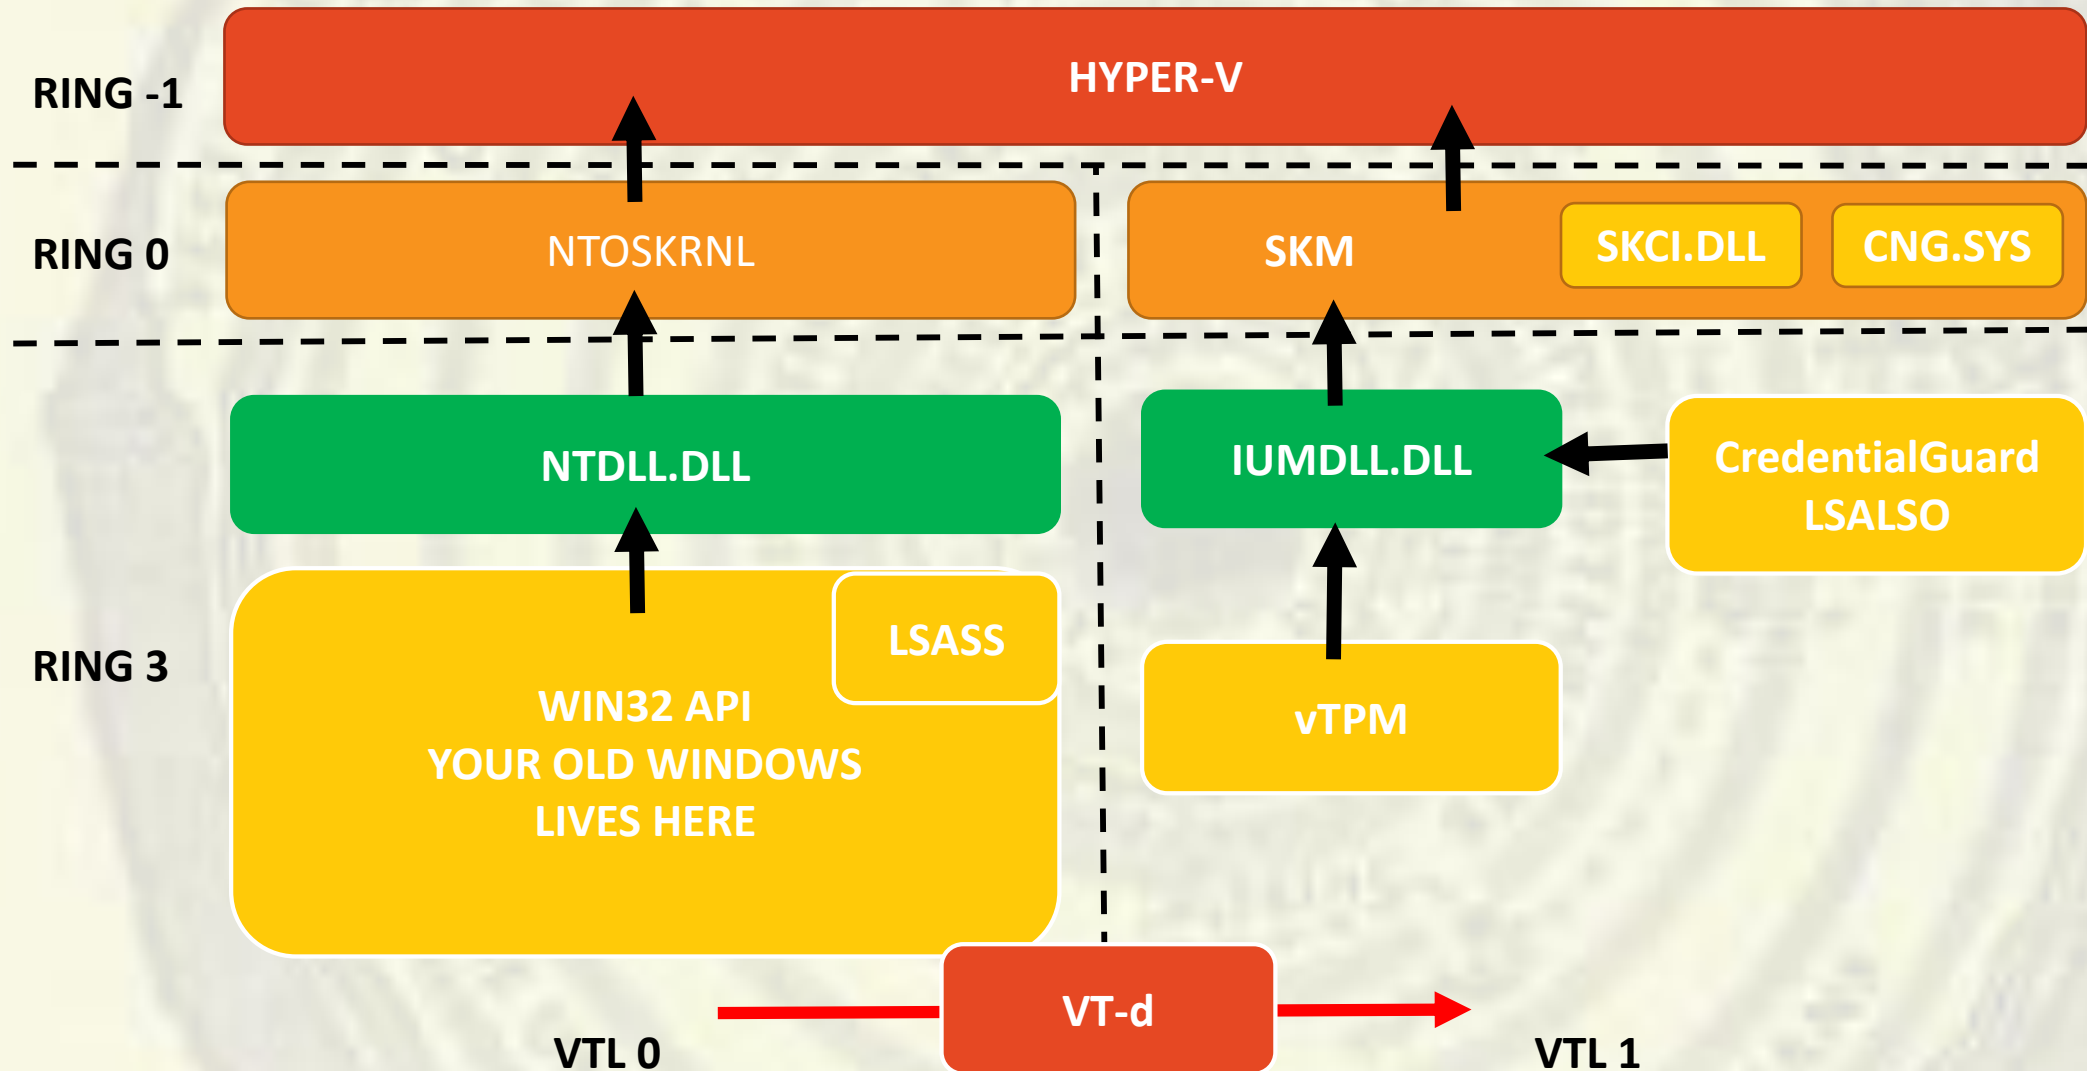 HYPER-V
RING -1
RING 0
NTOSKRNL
SKM
SKCI.DLL
CNG.SYS
NTDLL.DLL
IUMDLL.DLL
CredentialGuard
LSALSO
RING 3
LSASS
WIN32 API
YOUR OLD WINDOWS
LIVES HERE
vTPM
VT-d
VTL 0
VTL 1